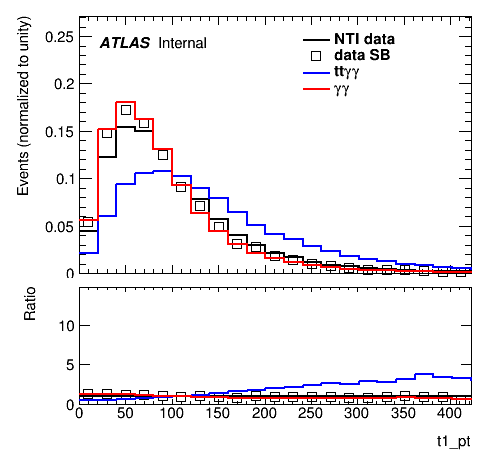 ATLAS Internal
NTI data
data SB
ttγγ
γγ
Events (normalized to unity)
0.25
0.2
0.15
0.1
0.05
0
Ratio
10
5
0
0 50 100 150 200 250 300 350 400
t1_pt